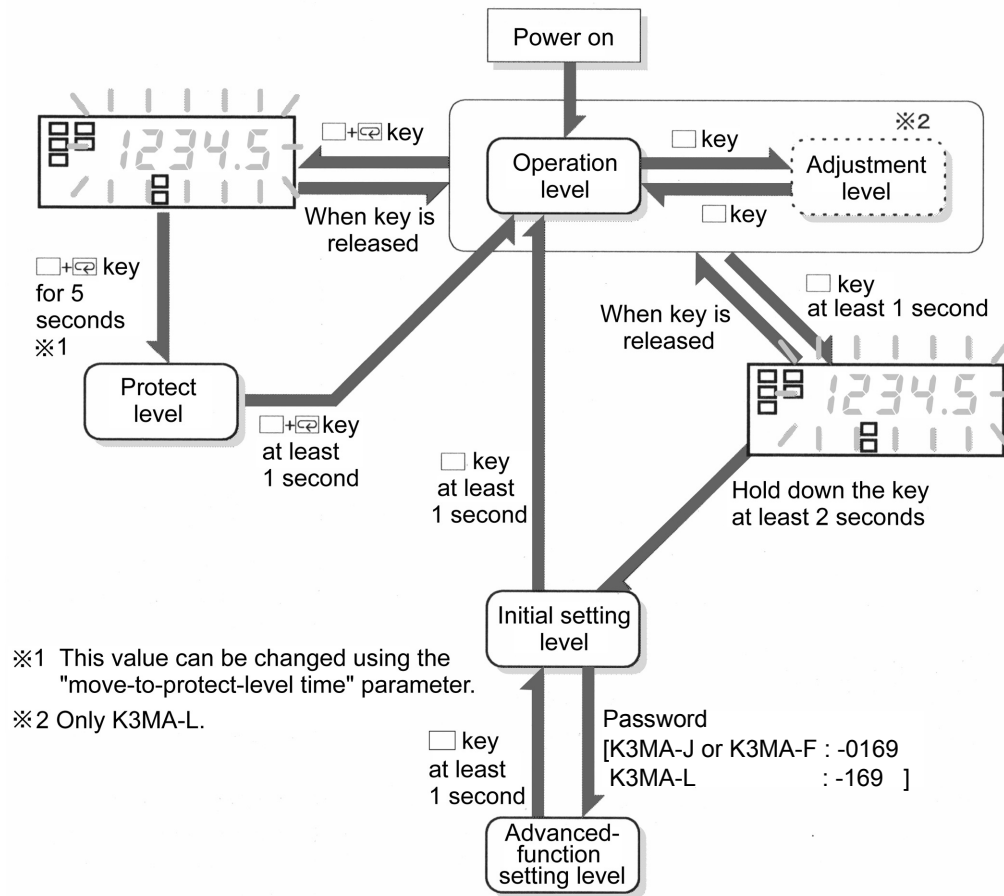 Power on
※2
□+ key
1234.5
Operation
level
□ key
Adjustment
level
□ key
When key is
released
□+ key
for 5
seconds
※1
□ key
at least 1 second
When key is
released
1234.5
Protect
level
□+ key
at least
1 second
□ key
at least
1 second
Hold down the key
at least 2 seconds
Initial setting
level
※1 This value can be changed using the
"move-to-protect-level time" parameter.
※2 Only K3MA-L.
□ key
at least
1 second
Password
[K3MA-J or K3MA-F : -0169
K3MA-L : -169 ]
Advanced-
function
setting level